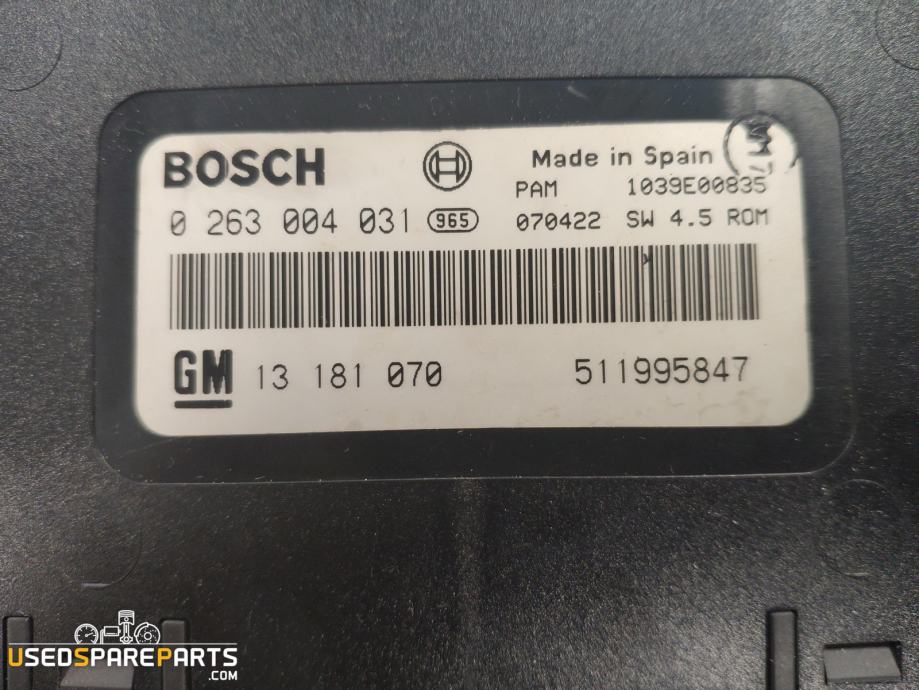 BOSCH
Made in Spain
PAM 1039E00835
0 263 004 031 965 070422 SW 4.5 ROM
GM 13 181 070 511995847
USEDSPAREPARTS
.COM